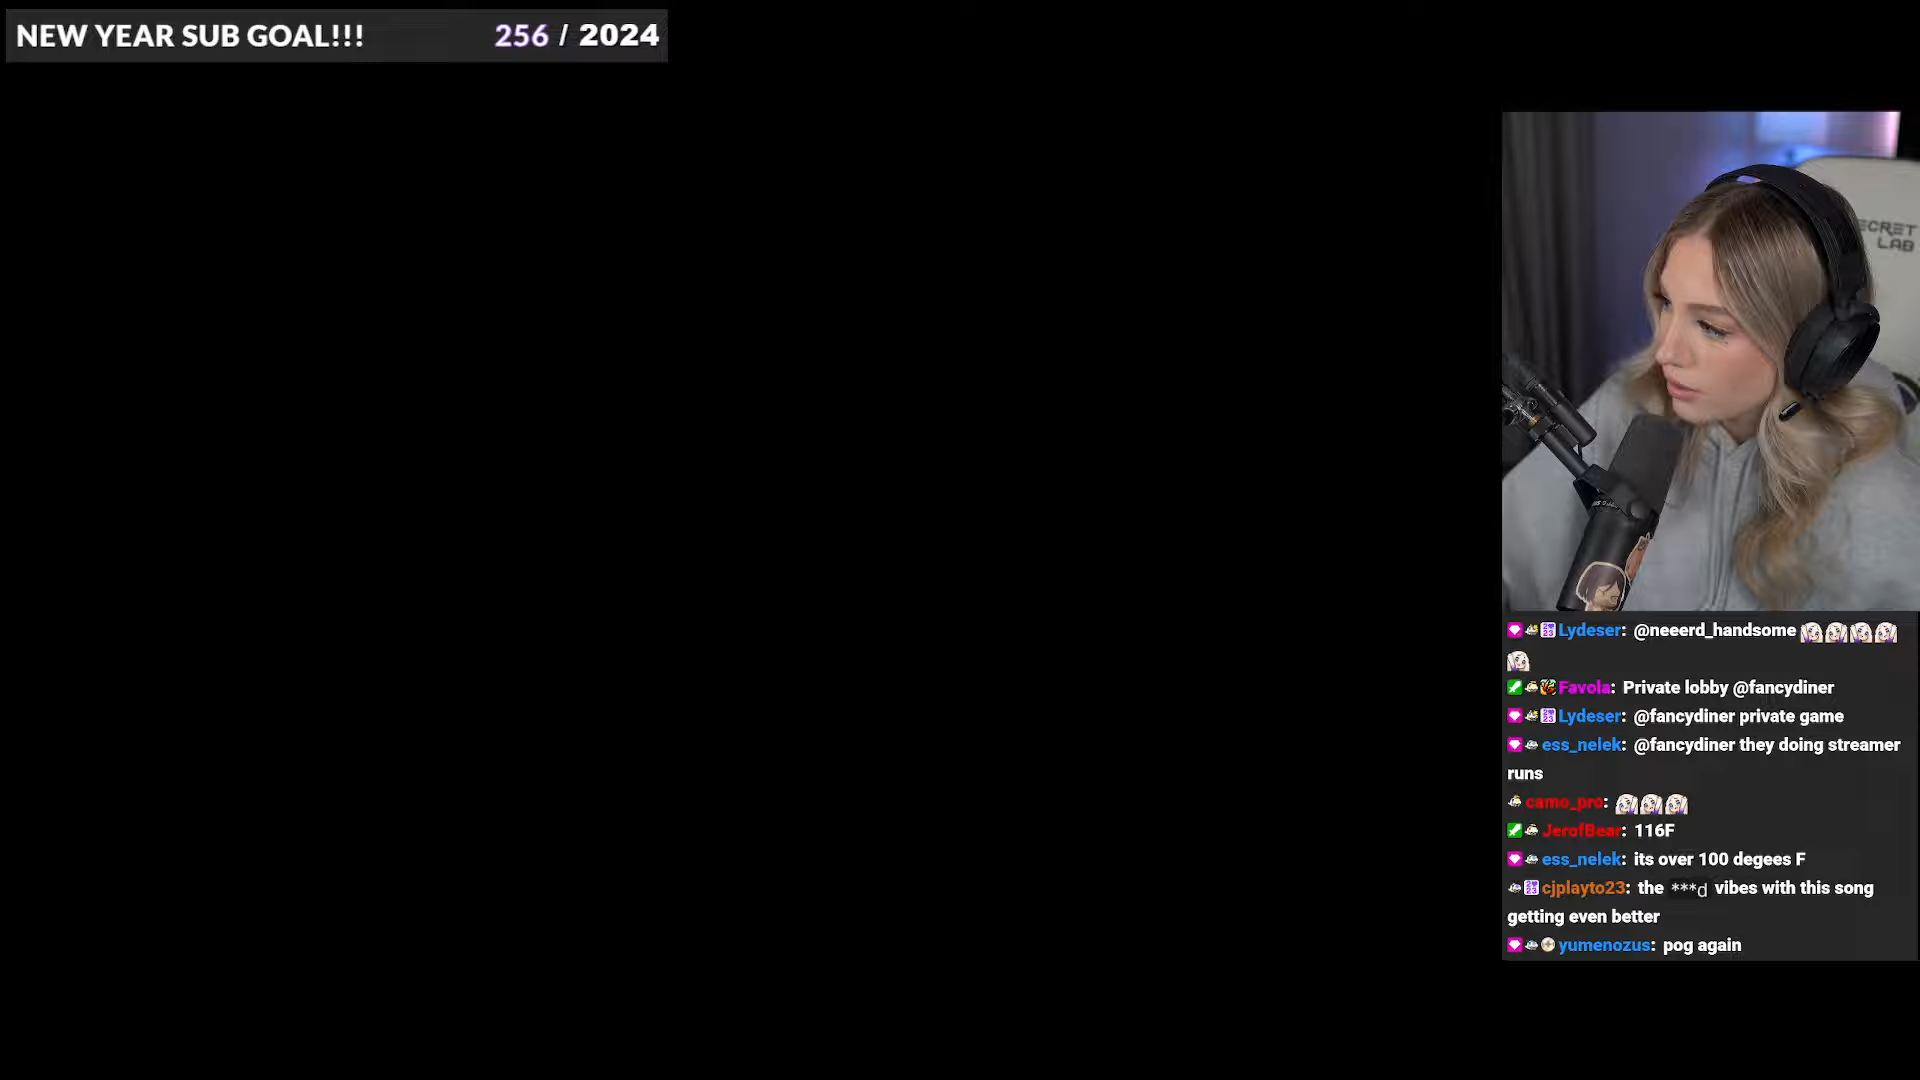 NEW YEAR SUB GOAL!!! 256 / 2024
ECRET
LAB
Lydeser: @neeerd_handsome
Favola: Private lobby @fancydiner
Lydeser: @fancydiner private game
ess_nelek: @fancydiner they doing streamer
runs
camo_pro:
JerofBear: 116F
ess_nelek: its over 100 degees F
cjplayto23: the ***d vibes with this song
getting even better
yumenozus: pog again